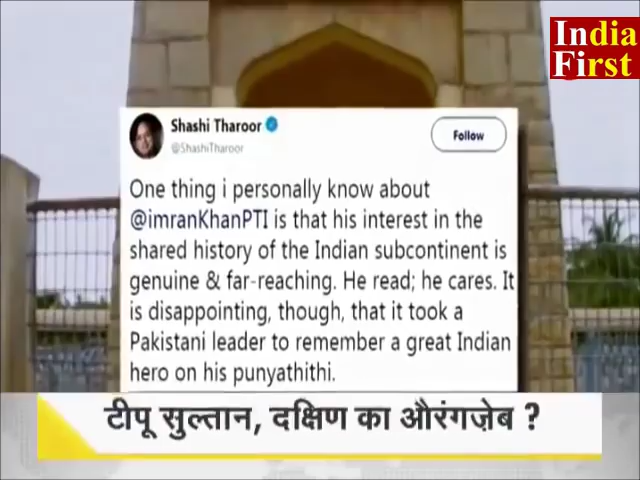 India
First
Shashi Tharoor
@ShashiTharoor
Follow
One thing i personally know about
@imranKhanPTI is that his interest in the
shared history of the Indian subcontinent is
genuine & far-reaching. He read; he cares. It
is disappointing, though, that it took a
Pakistani leader to remember a great Indian
hero on his punyathithi.
टीपू सुल्तान, दक्षिण का औरंगज़ेब ?